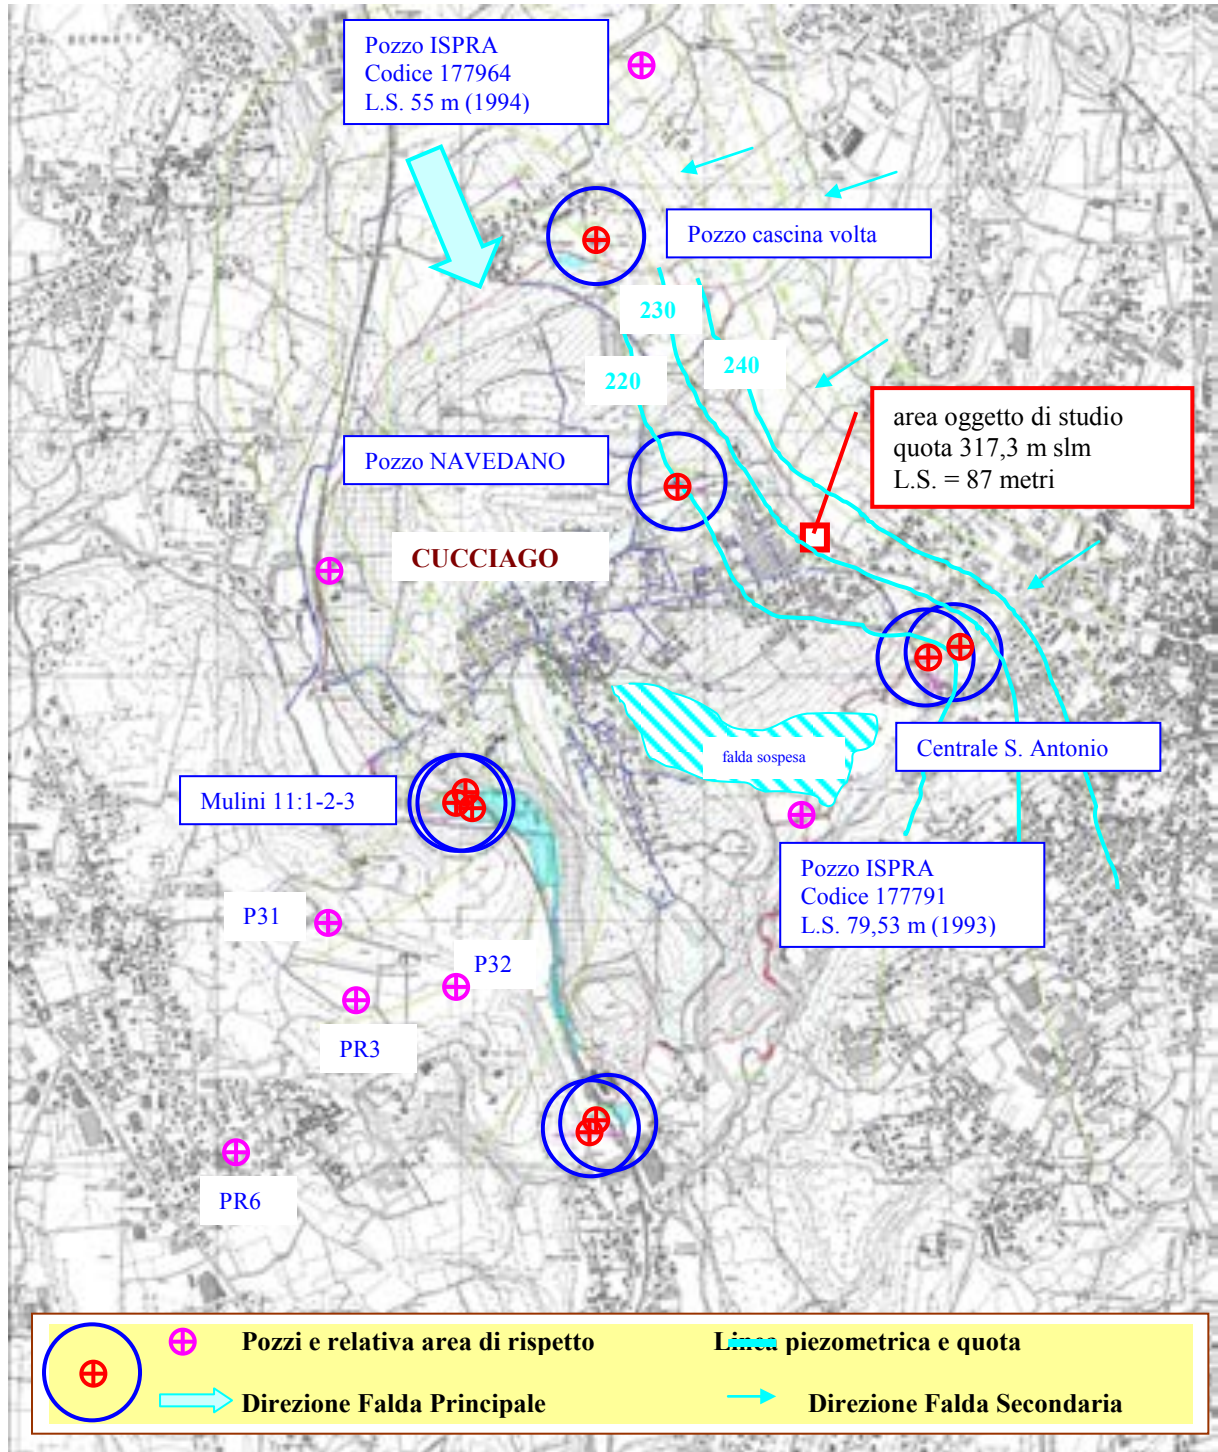 Pozzo ISPRA
Codice 177964
L.S. 55 m (1994)
Pozzo cascina volta
230
240
220
area oggetto di studio
quota 317,3 m slm
L.S. = 87 metri
Pozzo NAVEDANO
CUCCIAGO
Centrale S. Antonio
falda sospesa
Mulini 11:1-2-3
Pozzo ISPRA
Codice 177791
L.S. 79,53 m (1993)
P31
P32
PR3
PR6
Pozzi e relativa area di rispetto
Linea piezometrica e quota
Direzione Falda Principale
Direzione Falda Secondaria